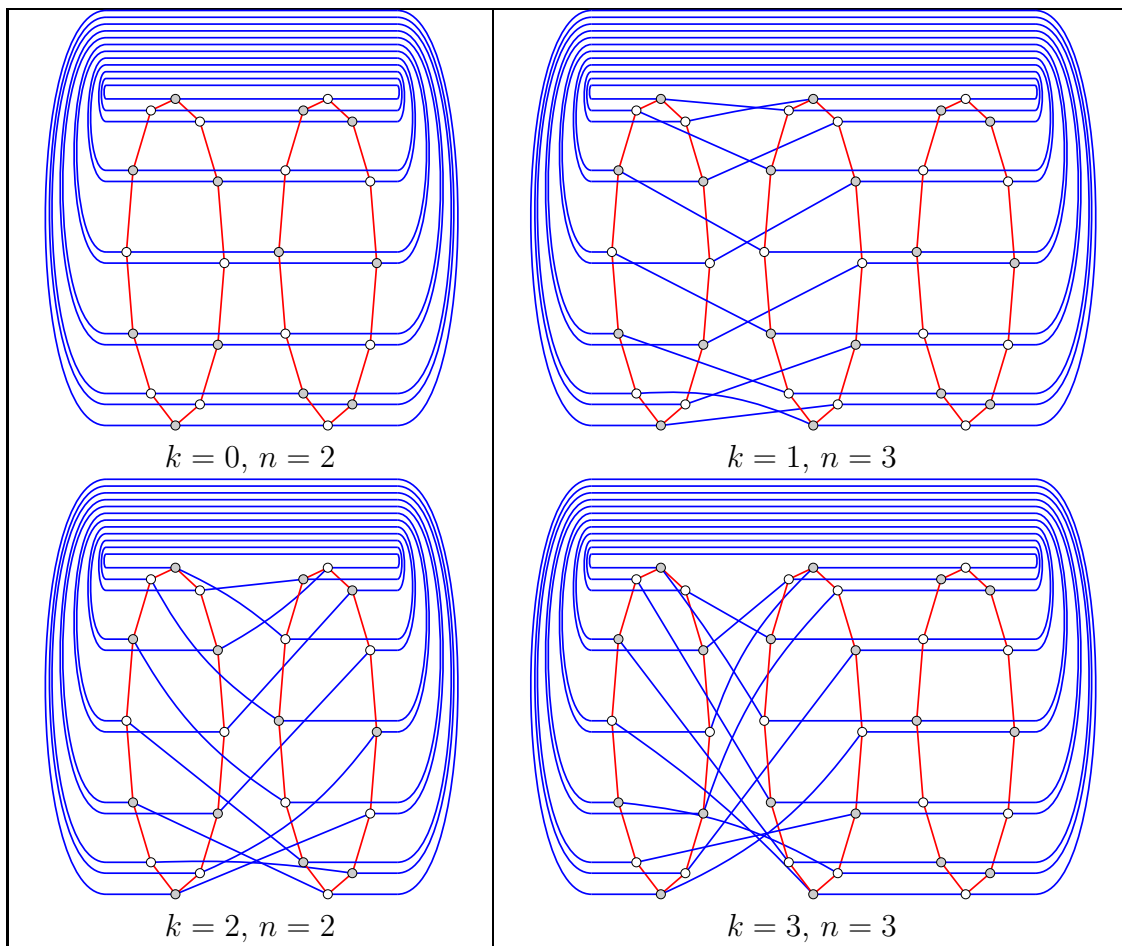 k = 0, n = 2
k = 1, n = 3
k = 2, n = 2
k = 3, n = 3